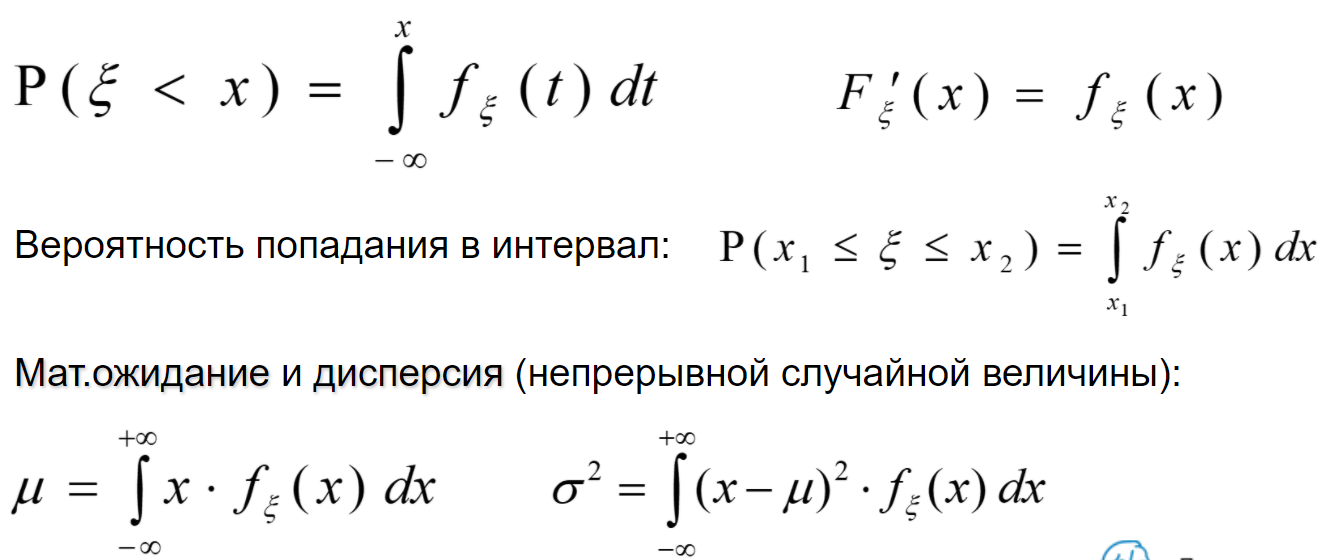 P(ξ < x) = ∫_{-∞}^{x} f_ξ(t) dt    F_ξ′(x) = f_ξ(x)
Вероятность попадания в интервал: P(x₁ ≤ ξ ≤ x₂) = ∫_{x₁}^{x₂} f_ξ(x) dx
Мат.ожидание и дисперсия (непрерывной случайной величины):
μ = ∫_{-∞}^{+∞} x · f_ξ(x) dx    σ² = ∫_{-∞}^{+∞} (x − μ)² · f_ξ(x) dx